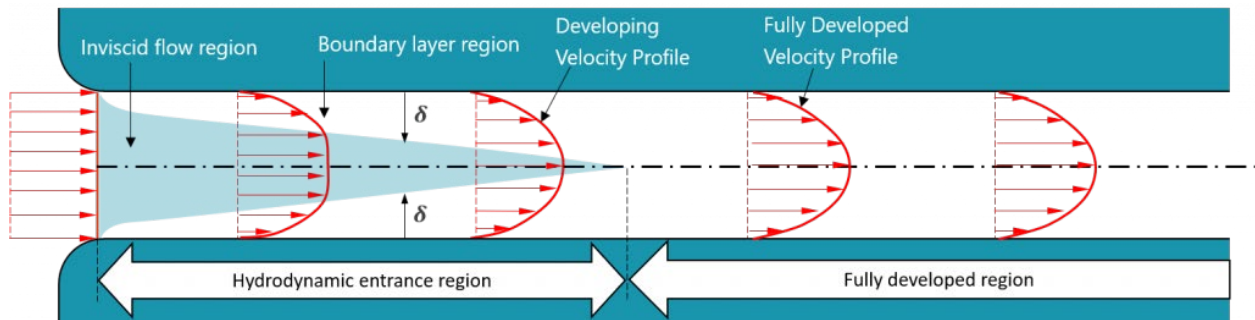 Inviscid flow region
Boundary layer region
Developing
Velocity Profile
Fully Developed
Velocity Profile
δ
δ
Hydrodynamic entrance region
Fully developed region